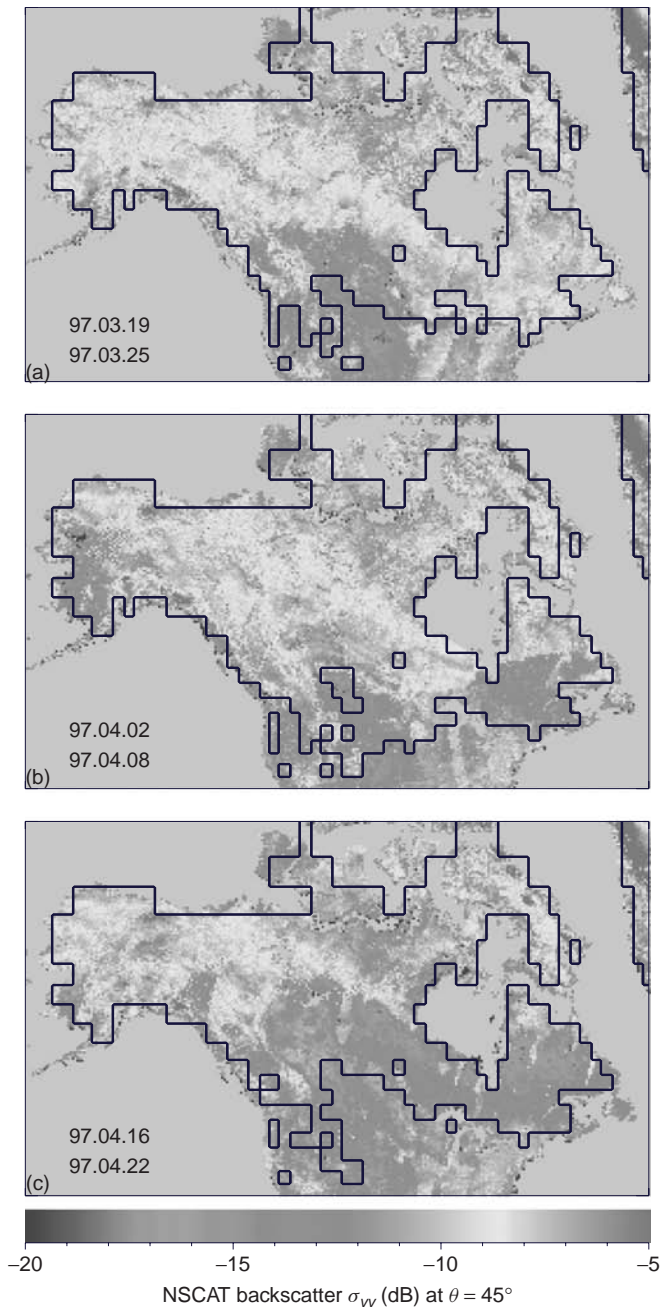 97.03.19
97.03.25
(a)
97.04.02
97.04.08
(b)
97.04.16
97.04.22
(c)
−20 −15 −10 −5
NSCAT backscatter σvv (dB) at θ = 45°